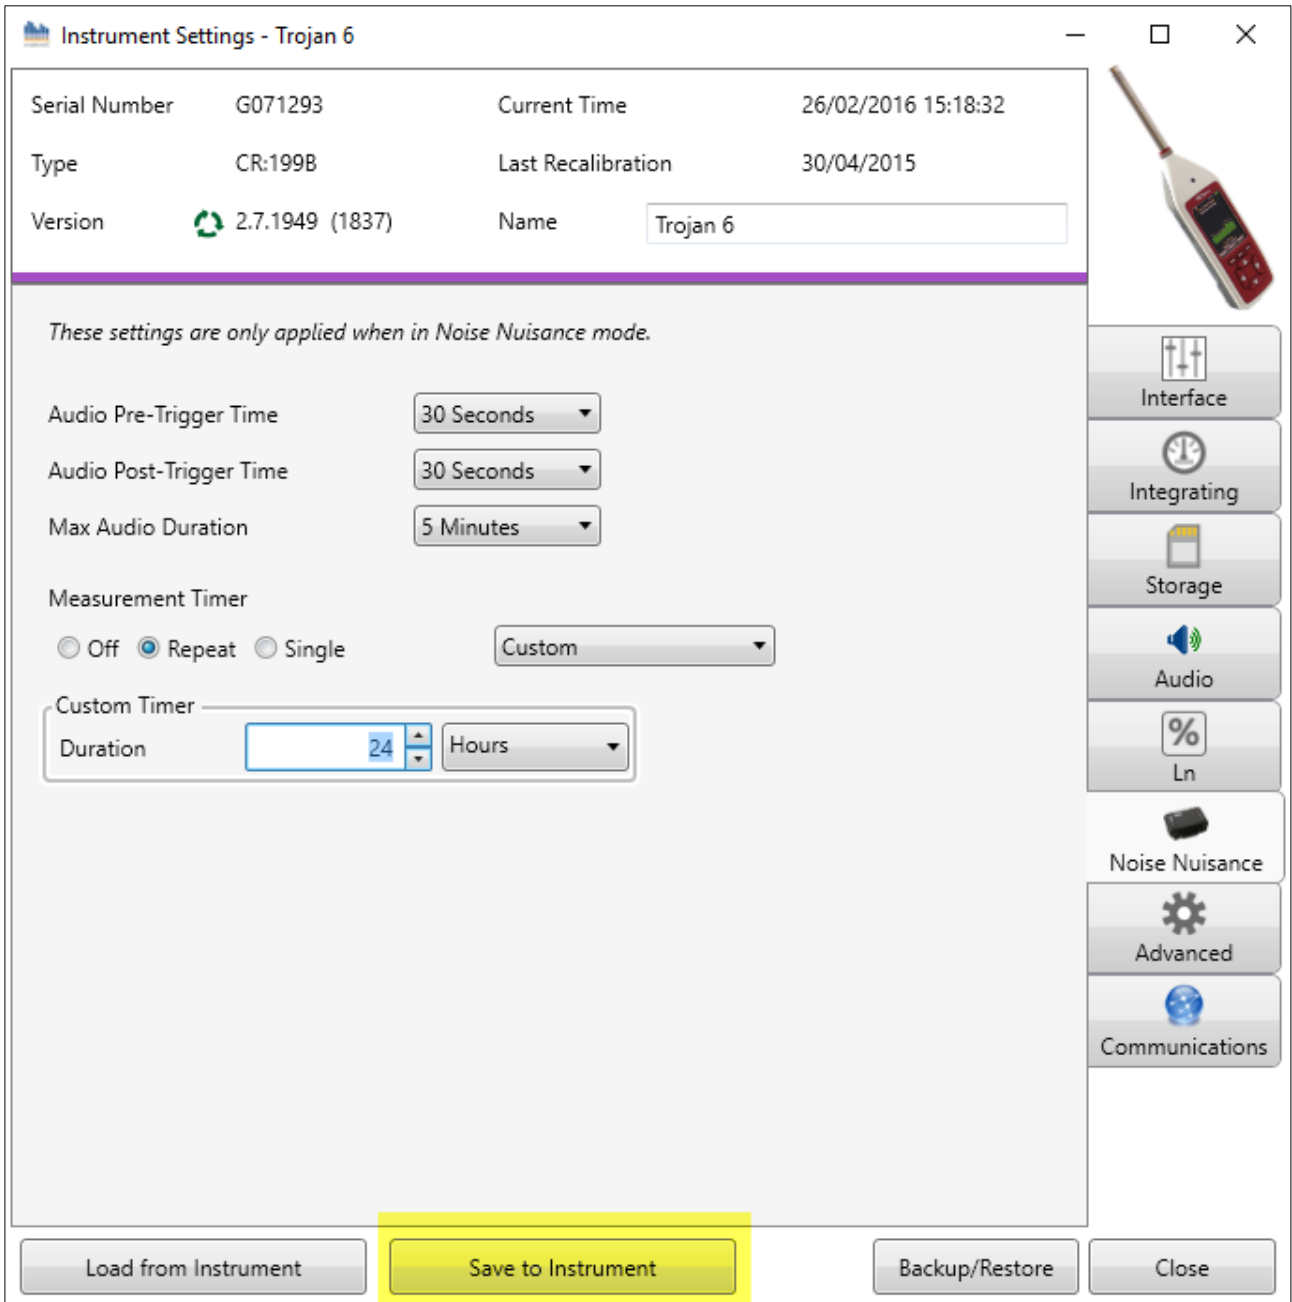 Instrument Settings - Trojan 6
Serial Number G071293 Current Time 26/02/2016 15:18:32
Type CR:199B Last Recalibration 30/04/2015
Version 2.7.1949 (1837) Name Trojan 6
These settings are only applied when in Noise Nuisance mode.
Audio Pre-Trigger Time 30 Seconds
Audio Post-Trigger Time 30 Seconds
Max Audio Duration 5 Minutes
Measurement Timer
Off Repeat Single Custom
Custom Timer
Duration 24 Hours
Interface
Integrating
Storage
Audio
%
Ln
Noise Nuisance
Advanced
Communications
Load from Instrument Save to Instrument Backup/Restore Close